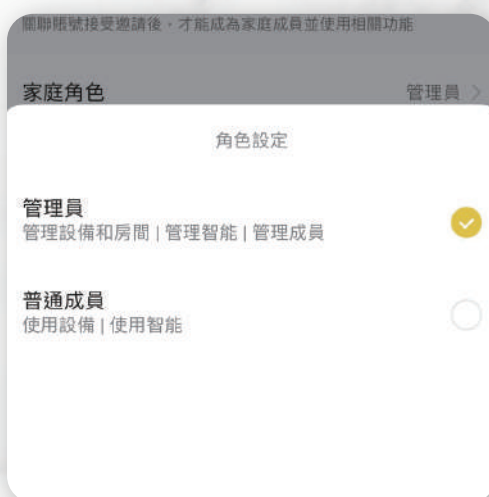 關聯賬號接受邀請後，才能成為家庭成員並使用相關功能
家庭角色 管理員 >
角色設定
管理員
管理設備和房間 | 管理智能 | 管理成員
普通成員
使用設備 | 使用智能